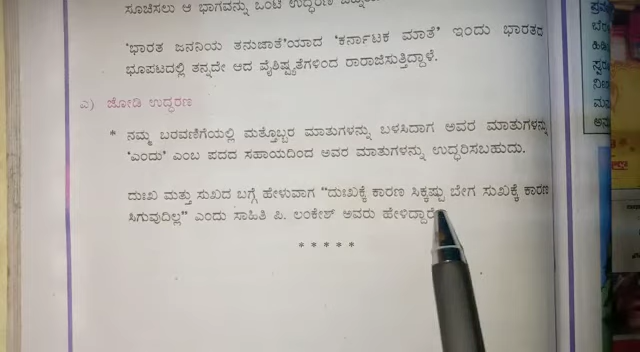 ಸೂಚಿಸಲು ಆ ಭಾಗವನ್ನು ಒಂಟಿ ಉದ್ಧರಣ
'ಭಾರತ ಜನನಿಯ ತನುಜಾತೆ'ಯಾದ 'ಕರ್ನಾಟಕ ಮಾತೆ' ಇಂದು ಭಾರತದ
ಭೂಪಟದಲ್ಲಿ ತನ್ನದೇ ಆದ ವೈಶಿಷ್ಟ್ಯತೆಗಳಿಂದ ರಾರಾಜಿಸುತ್ತಿದ್ದಾಳೆ.
ಎ) ಜೋಡಿ ಉದ್ಧರಣ
* ನಮ್ಮ ಬರವಣಿಗೆಯಲ್ಲಿ ಮತ್ತೊಬ್ಬರ ಮಾತುಗಳನ್ನು ಬಳಸಿದಾಗ ಅವರ ಮಾತುಗಳನ್ನು
'ಎಂದು' ಎಂಬ ಪದದ ಸಹಾಯದಿಂದ ಅವರ ಮಾತುಗಳನ್ನು ಉದ್ಧರಿಸಬಹುದು.
ದುಃಖ ಮತ್ತು ಸುಖದ ಬಗ್ಗೆ ಹೇಳುವಾಗ "ದುಃಖಕ್ಕೆ ಕಾರಣ ಸಿಕ್ಕಷ್ಟು ಬೇಗ ಸುಖಕ್ಕೆ ಕಾರಣ
ಸಿಗುವುದಿಲ್ಲ" ಎಂದು ಸಾಹಿತಿ ಪಿ. ಲಂಕೇಶ್ ಅವರು ಹೇಳಿದ್ದಾರೆ
* * * * *